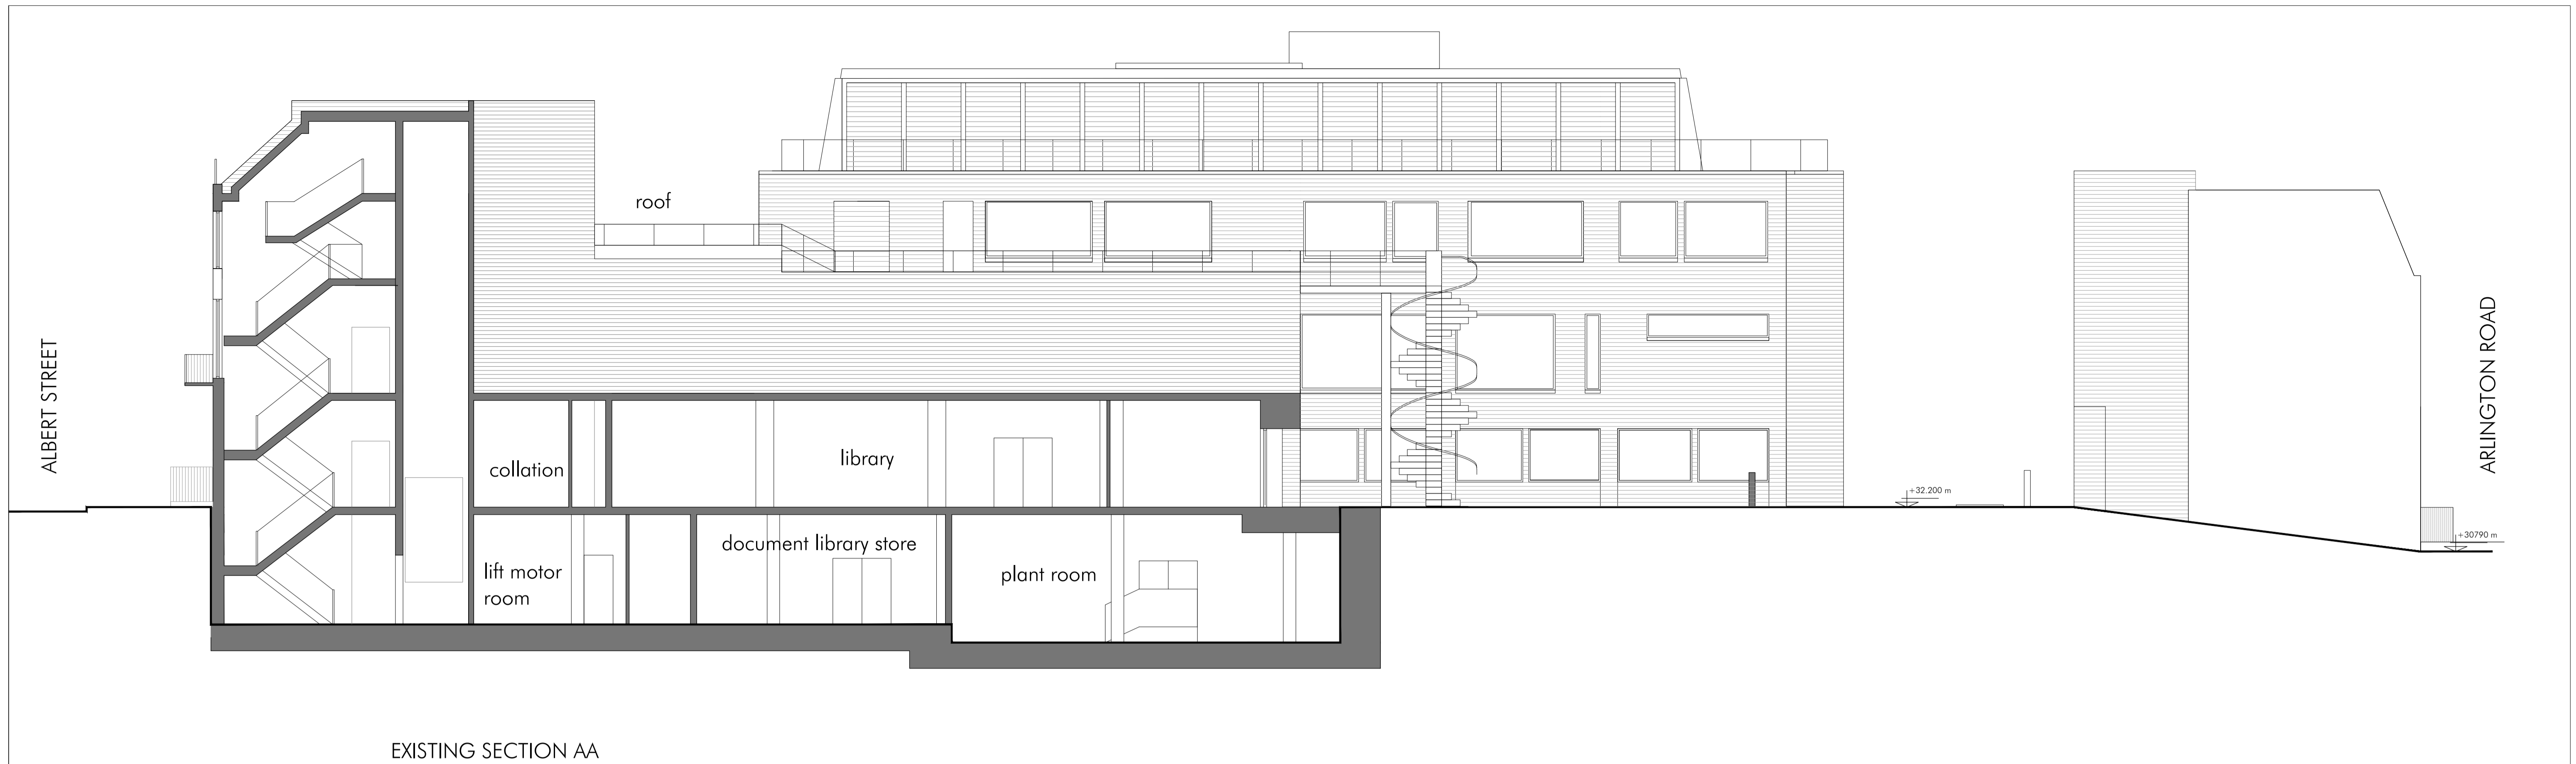 roof
ALBERT STREET
ARLINGTON ROAD
collation
library
+32.200 m
document library store
lift motor
room
plant room
+30790 m
EXISTING SECTION AA